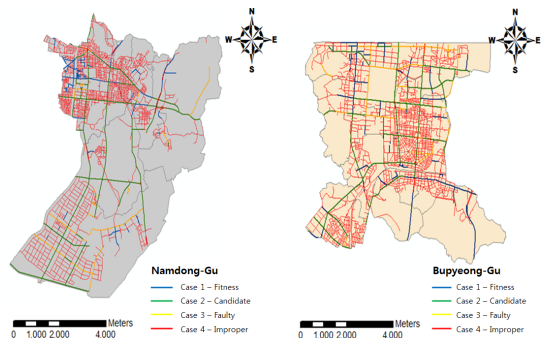 N
W E
S
Namdong-Gu
Case 1 – Fitness
Case 2 – Candidate
Case 3 – Faulty
Case 4 – Improper
Meters
0 1.000 2.000 4.000
N
W E
S
Bupyeong-Gu
Case 1 – Fitness
Case 2 – Candidate
Case 3 – Faulty
Case 4 – Improper
Meters
0 1.000 2.000 4.000